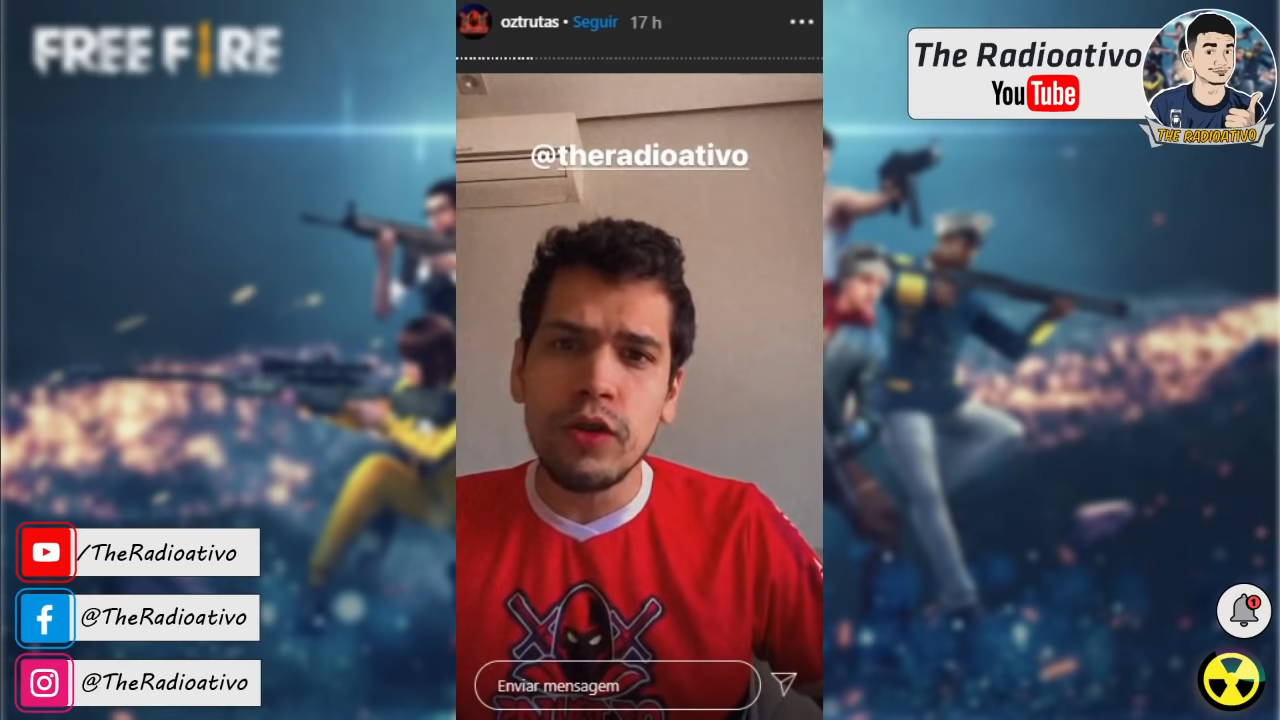 FREE FIRE
oztrutas • Seguir 17 h
@theradioativo
The Radioativo
YouTube
THE RADIOATIVO
/TheRadioativo
@TheRadioativo
@TheRadioativo
1
Enviar mensagem